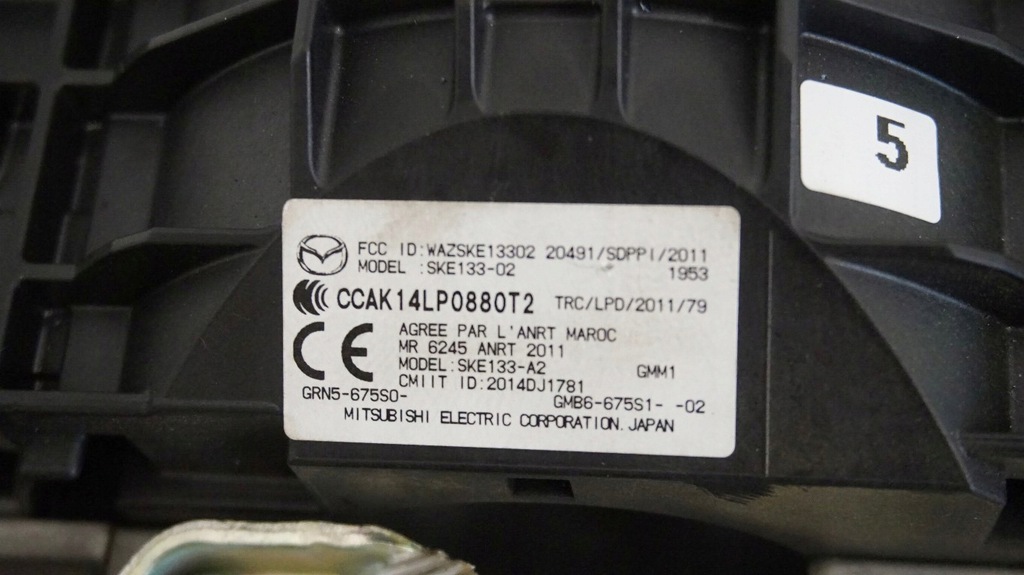 FCC ID:WAZSKE13302 20491/SDPPI/2011
MODEL :SKE133-02 1953
CCAK14LP0880T2 TRC/LPD/2011/79
CE
AGREE PAR L'ANRT MAROC
MR 6245 ANRT 2011
MODEL:SKE133-A2 GMM1
CMIIT ID:2014DJ1781
GRN5-675S0- GMB6-675S1- -02
MITSUBISHI ELECTRIC CORPORATION. JAPAN
5